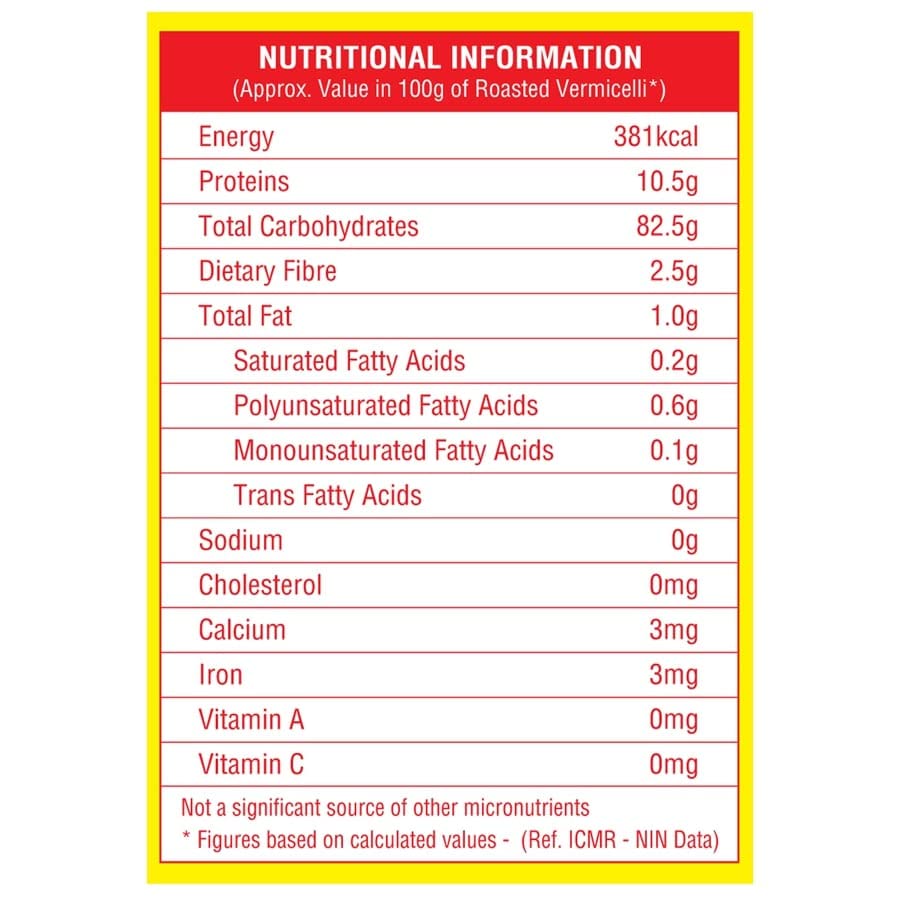 NUTRITIONAL INFORMATION
(Approx. Value in 100g of Roasted Vermicelli*)
Energy 381kcal
Proteins 10.5g
Total Carbohydrates 82.5g
Dietary Fibre 2.5g
Total Fat 1.0g
Saturated Fatty Acids 0.2g
Polyunsaturated Fatty Acids 0.6g
Monounsaturated Fatty Acids 0.1g
Trans Fatty Acids 0g
Sodium 0g
Cholesterol 0mg
Calcium 3mg
Iron 3mg
Vitamin A 0mg
Vitamin C 0mg
Not a significant source of other micronutrients
* Figures based on calculated values - (Ref. ICMR - NIN Data)